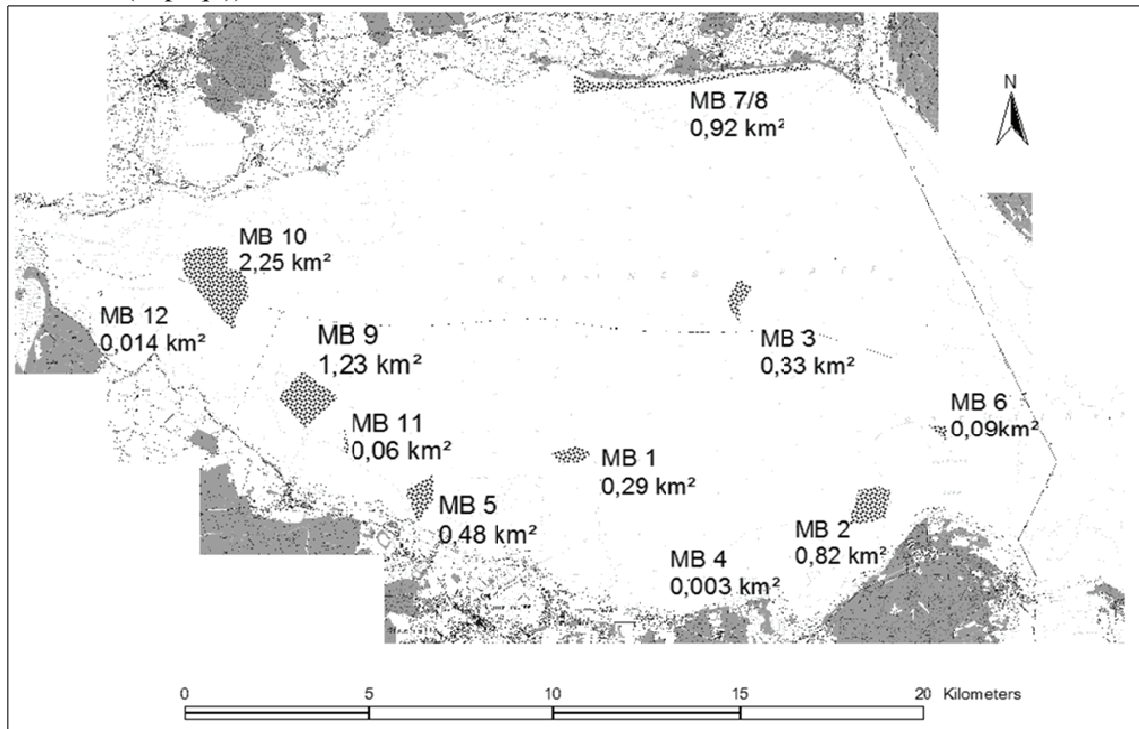 N
MB 7/8
0,92 km²
MB 10
2,25 km²
MB 12
0,014 km²
MB 9
1,23 km²
MB 3
0,33 km²
MB 11
0,06 km²
MB 6
0,09km²
MB 1
0,29 km²
MB 5
0,48 km²
MB 2
0,82 km²
MB 4
0,003 km²
0 5 10 15 20 Kilometers